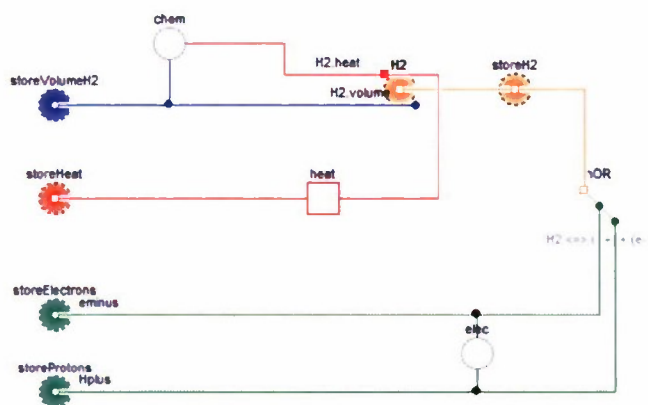 chem
H2.heat
H2
storeH2
storeVolumeH2
H2.volume
storeHeat
heat
storeElectrons
eminus
elec
storeProtons
Hplus